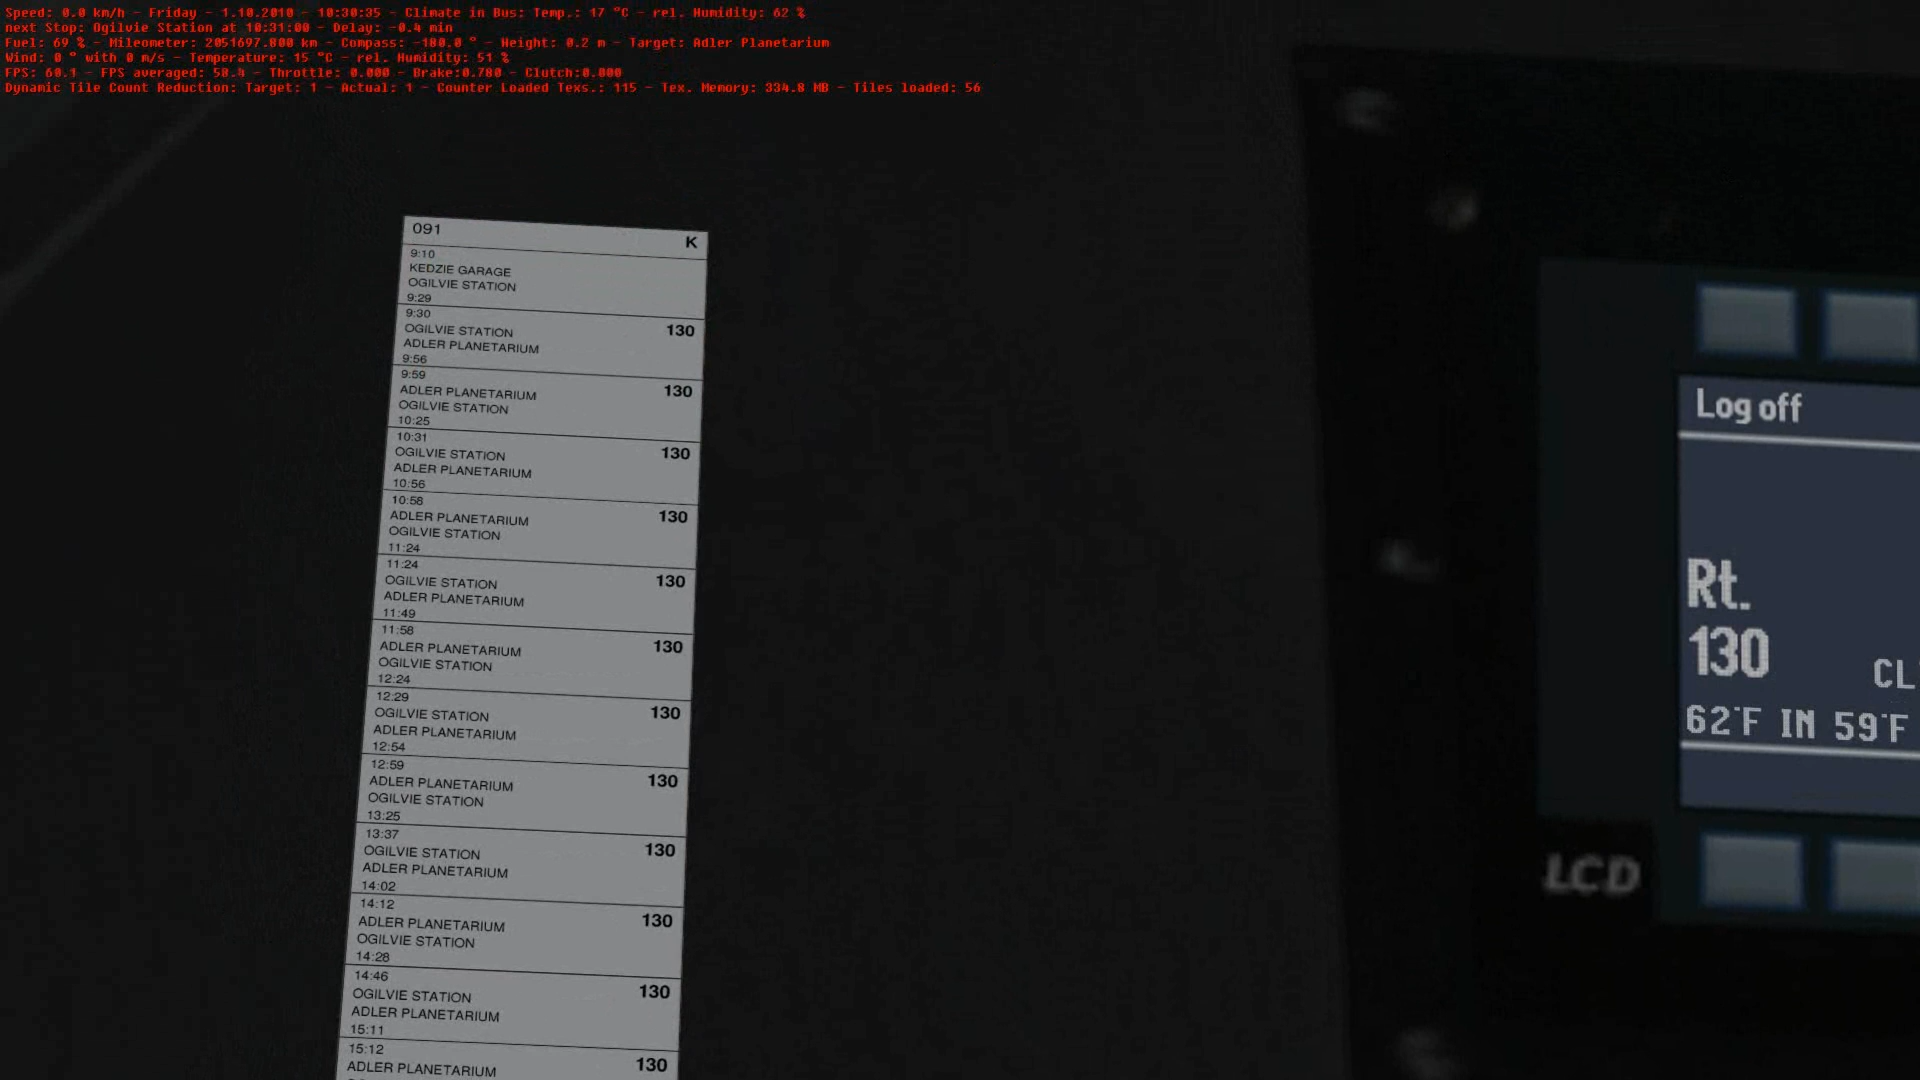 Speed: 0.0 km/h - Friday - 1.10.2010 - 10:30:35 - Climate in Bus: Temp.: 17 °C - rel. Humidity: 62 %
next Stop: Ogilvie Station at 10:31:00 - Delay: -0.4 min
Fuel: 69 % - Mileometer: 2051697.800 km - Compass: -180.0 ° - Height: 0.2 m - Target: Adler Planetarium
Wind: 0 ° with 0 m/s - Temperature: 15 °C - rel. Humidity: 51 %
FPS: 60.1 - FPS averaged: 50.4 - Throttle: 0.000 - Brake:0.780 - Clutch:0.000
Dynamic Tile Count Reduction: Target: 1 - Actual: 1 - Counter Loaded Texs.: 115 - Tex. Memory: 334.8 MB - Tiles loaded: 56
091 K
9:10
KEDZIE GARAGE
OGILVIE STATION
9:29
9:30
OGILVIE STATION 130
ADLER PLANETARIUM
9:56
9:59
ADLER PLANETARIUM 130
OGILVIE STATION
10:25
10:31
OGILVIE STATION 130
ADLER PLANETARIUM
10:56
10:58
ADLER PLANETARIUM 130
OGILVIE STATION
11:24
11:24
OGILVIE STATION 130
ADLER PLANETARIUM
11:49
11:58
ADLER PLANETARIUM 130
OGILVIE STATION
12:24
12:29
OGILVIE STATION 130
ADLER PLANETARIUM
12:54
12:59
ADLER PLANETARIUM 130
OGILVIE STATION
13:25
13:37
OGILVIE STATION 130
ADLER PLANETARIUM
14:02
14:12
ADLER PLANETARIUM 130
OGILVIE STATION
14:28
14:46
OGILVIE STATION 130
ADLER PLANETARIUM
15:11
15:12
ADLER PLANETARIUM 130
Log off
Rt.
130 CL
62°F IN 59°F
LCD